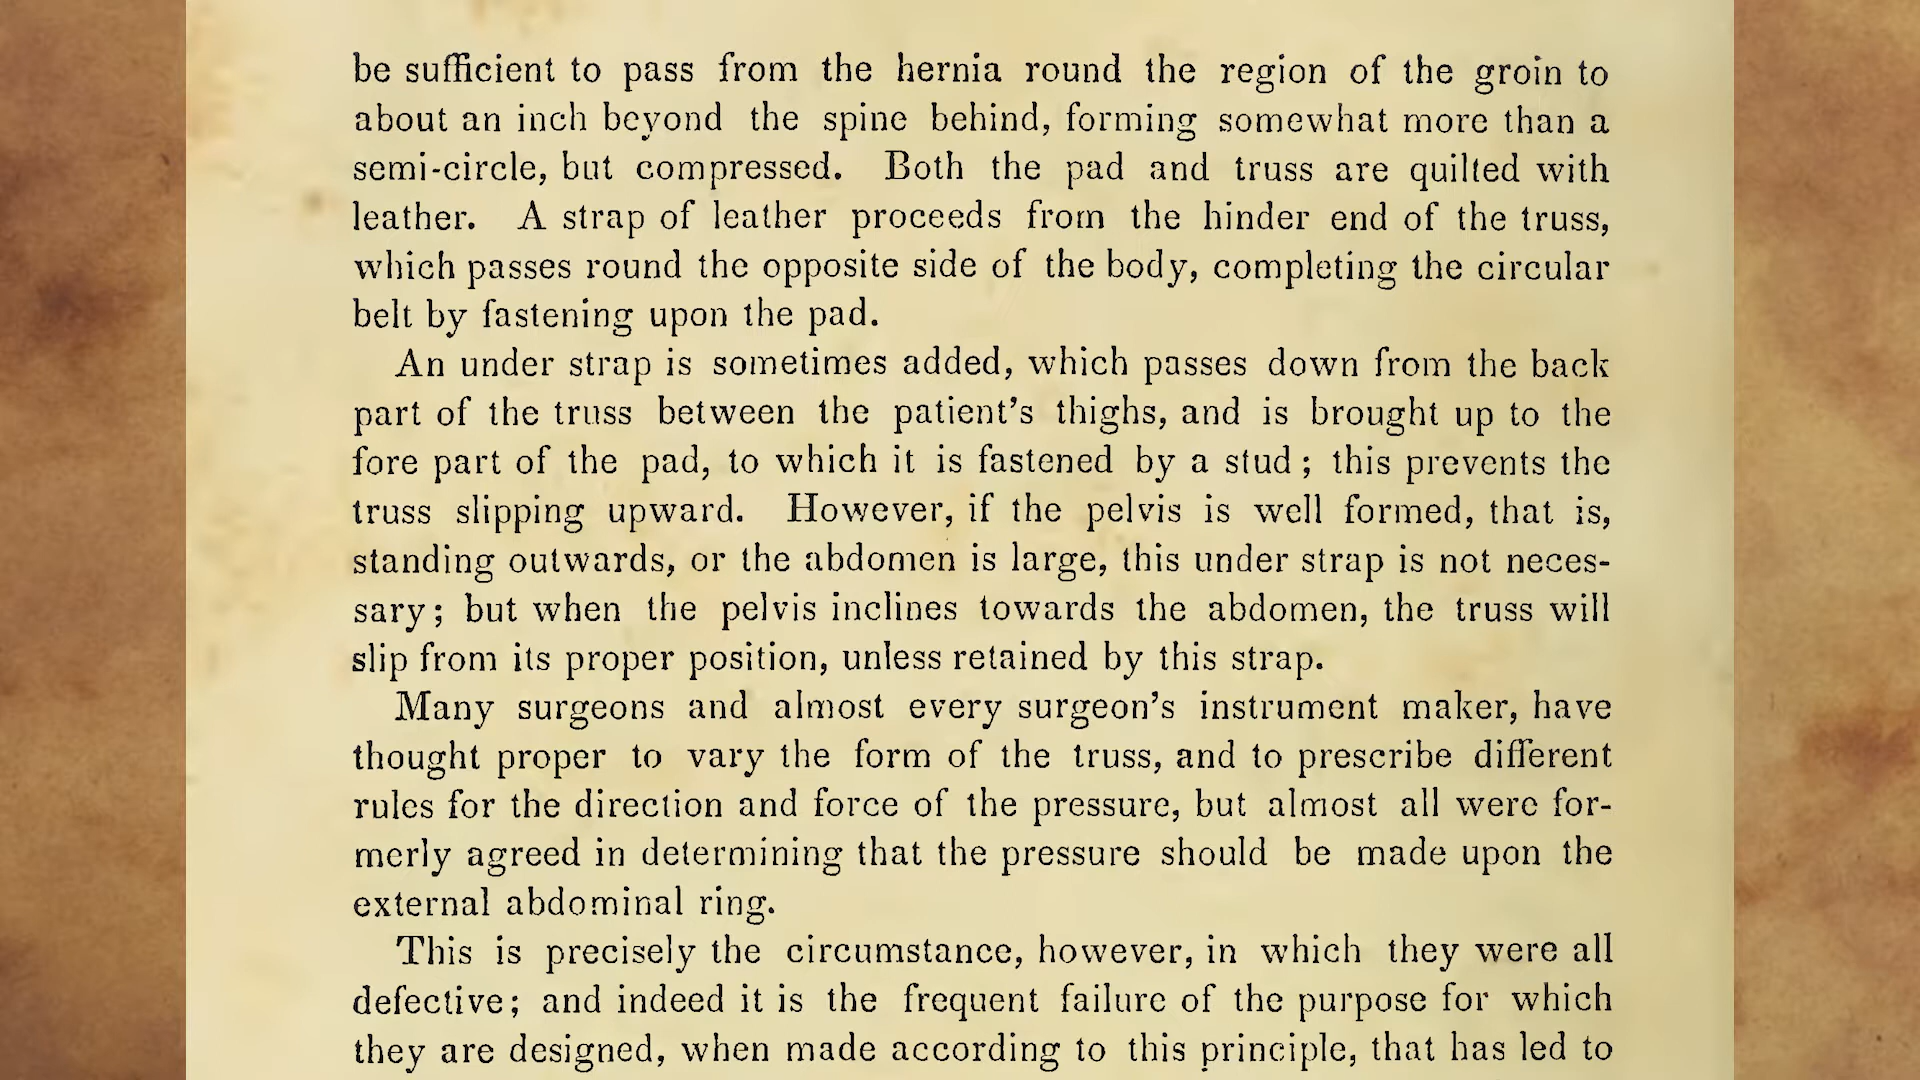 be sufficient to pass from the hernia round the region of the groin to
about an inch beyond the spine behind, forming somewhat more than a
semi-circle, but compressed. Both the pad and truss are quilted with
leather. A strap of leather proceeds from the hinder end of the truss,
which passes round the opposite side of the body, completing the circular
belt by fastening upon the pad.
An under strap is sometimes added, which passes down from the back
part of the truss between the patient's thighs, and is brought up to the
fore part of the pad, to which it is fastened by a stud; this prevents the
truss slipping upward. However, if the pelvis is well formed, that is,
standing outwards, or the abdomen is large, this under strap is not neces-
sary; but when the pelvis inclines towards the abdomen, the truss will
slip from its proper position, unless retained by this strap.
Many surgeons and almost every surgeon's instrument maker, have
thought proper to vary the form of the truss, and to prescribe different
rules for the direction and force of the pressure, but almost all were for-
merly agreed in determining that the pressure should be made upon the
external abdominal ring.
This is precisely the circumstance, however, in which they were all
defective; and indeed it is the frequent failure of the purpose for which
they are designed, when made according to this principle, that has led to